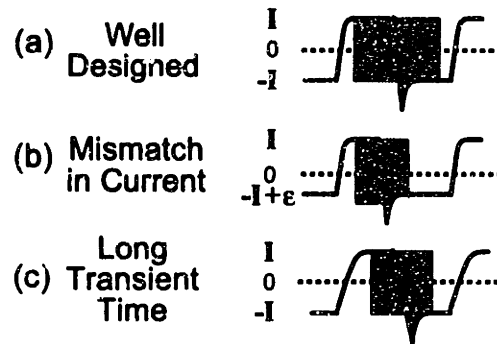 (a) Well Designed
I
0
-I
(b) Mismatch in Current
I
0
-I+ε
(c) Long Transient Time
I
0
-I